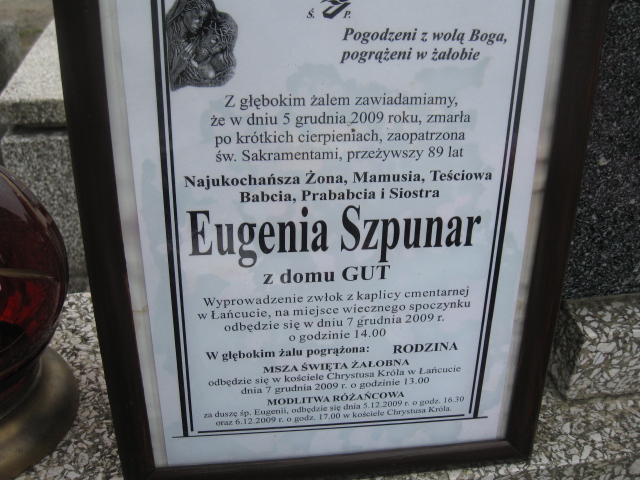 Ś. P.
Pogodzeni z wolą Boga,
pogrążeni w żałobie
Z głębokim żalem zawiadamiamy,
że w dniu 5 grudnia 2009 roku, zmarła
po krótkich cierpieniach, zaopatrzona
św. Sakramentami, przeżywszy 89 lat
Najukochańsza Żona, Mamusia, Teściowa
Babcia, Prababcia i Siostra
Eugenia Szpunar
z domu GUT
Wyprowadzenie zwłok z kaplicy cmentarnej
w Łańcucie, na miejsce wiecznego spoczynku
odbędzie się w dniu 7 grudnia 2009 r.
o godzinie 14.00
W głębokim żalu pogrążona: RODZINA
MSZA ŚWIĘTA ŻAŁOBNA
odbędzie się w kościele Chrystusa Króla w Łańcucie
dnia 7 grudnia 2009 r. o godzinie 13.00
MODLITWA RÓŻAŃCOWA
za duszę śp. Eugenii, odbędzie się dnia 5.12.2009 r. o godz. 16.30
oraz 6.12.2009 r. o godz. 17.00 w kościele Chrystusa Króla.